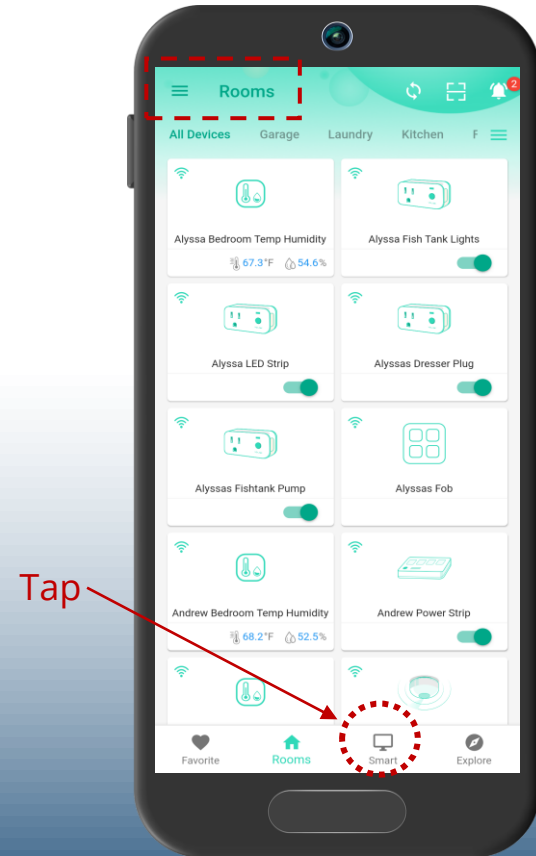 Rooms
2
All Devices Garage Laundry Kitchen F
Alyssa Bedroom Temp Humidity
67.3°F 54.6%
Alyssa Fish Tank Lights
Alyssa LED Strip
Alyssas Dresser Plug
Alyssas Fishtank Pump
Alyssas Fob
Andrew Bedroom Temp Humidity
68.2°F 52.5%
Andrew Power Strip
Tap
Favorite Rooms Smart Explore